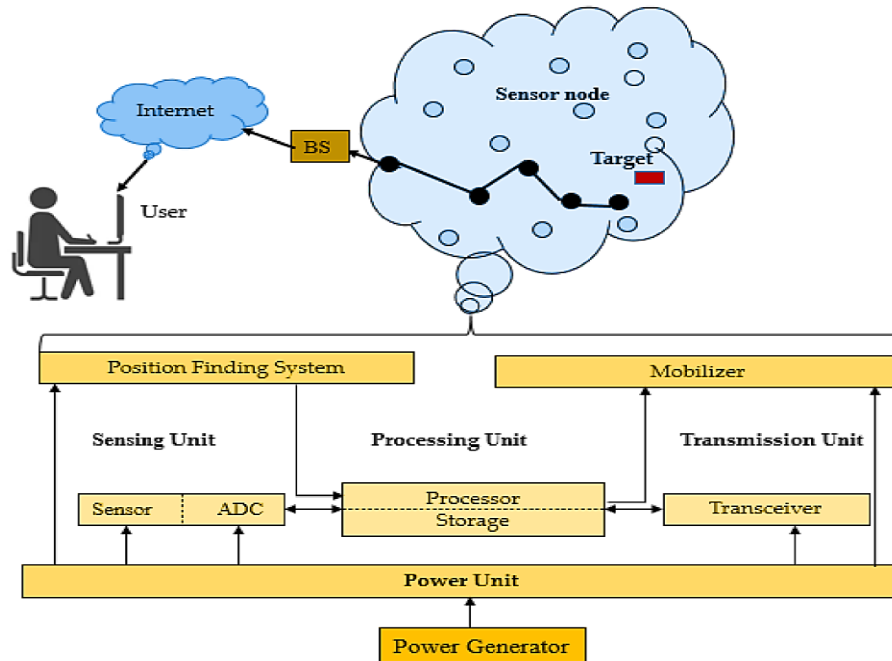 Internet
Sensor node
BS
Target
User
Position Finding System
Mobilizer
Sensing Unit
Processing Unit
Transmission Unit
Sensor
ADC
Processor
Storage
Transceiver
Power Unit
Power Generator